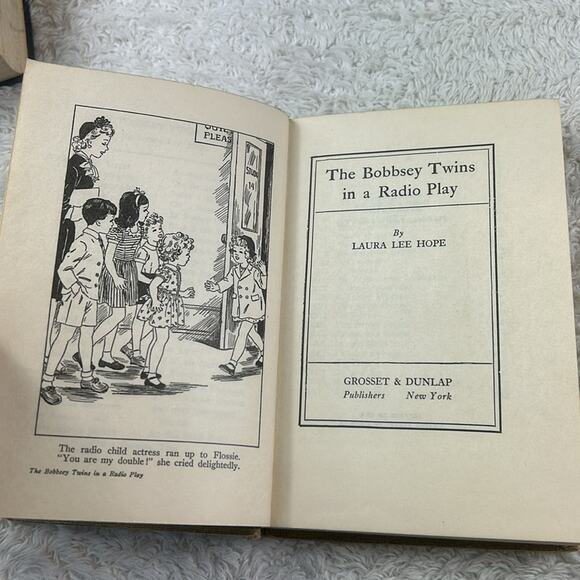 PLEAS
The radio child actress ran up to Flossie.
"You are my double!" she cried delightedly.
The Bobbsey Twins in a Radio Play
The Bobbsey Twins
in a Radio Play
By
LAURA LEE HOPE
GROSSET & DUNLAP
Publishers New York